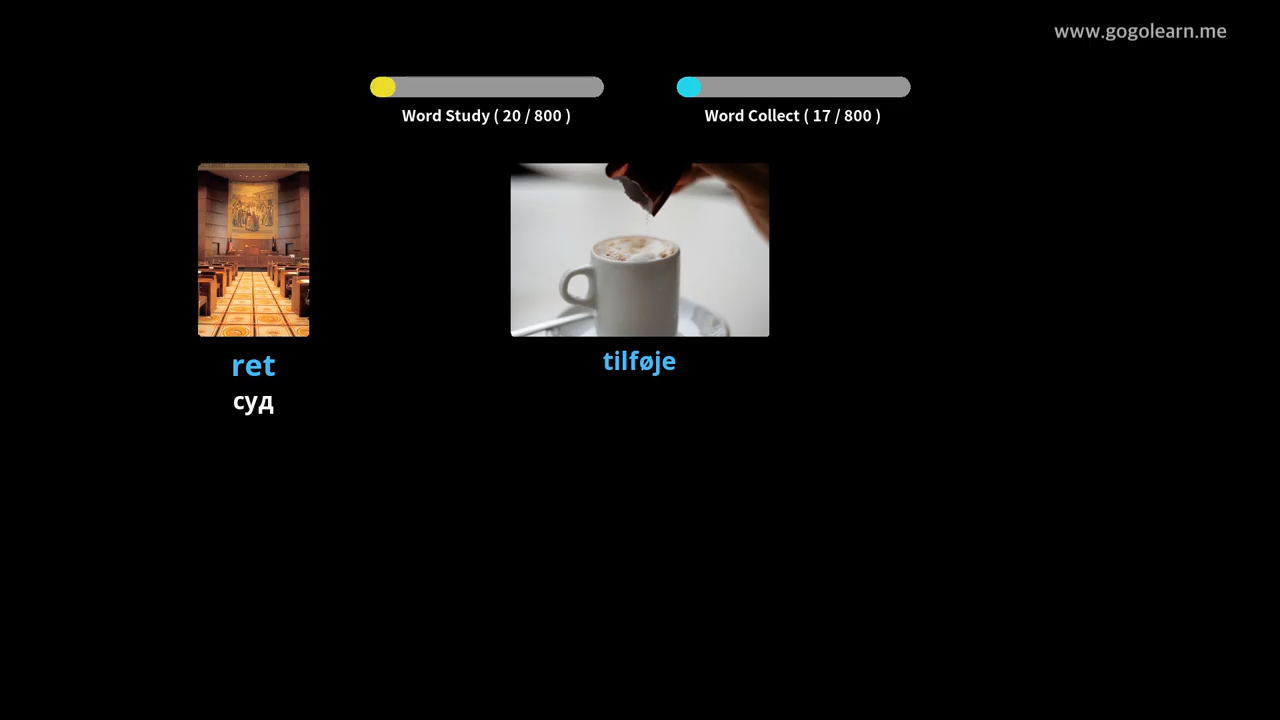 www.gogolearn.me
Word Study ( 20 / 800 )
Word Collect ( 17 / 800 )
ret
суд
tilføje